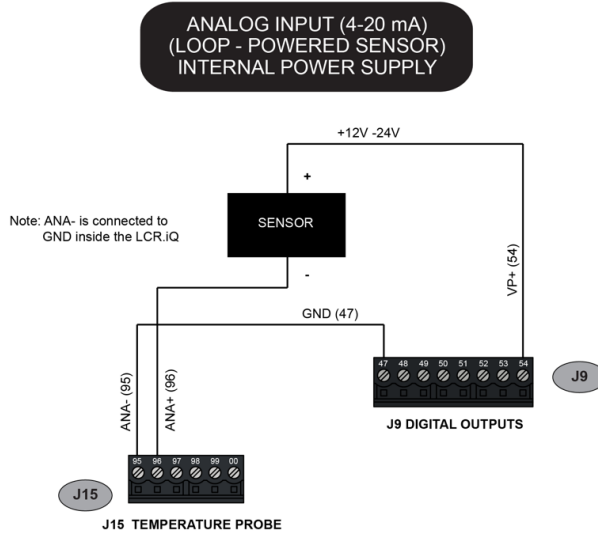 ANALOG INPUT (4-20 mA)
(LOOP - POWERED SENSOR)
INTERNAL POWER SUPPLY
+12V -24V
+
SENSOR
Note: ANA- is connected to
GND inside the LCR.iQ
-
VP+ (54)
GND (47)
ANA- (95)
ANA+ (96)
47 48 49 50 51 52 53 54
J9
J9 DIGITAL OUTPUTS
95 96 97 98 99 00
J15
J15 TEMPERATURE PROBE